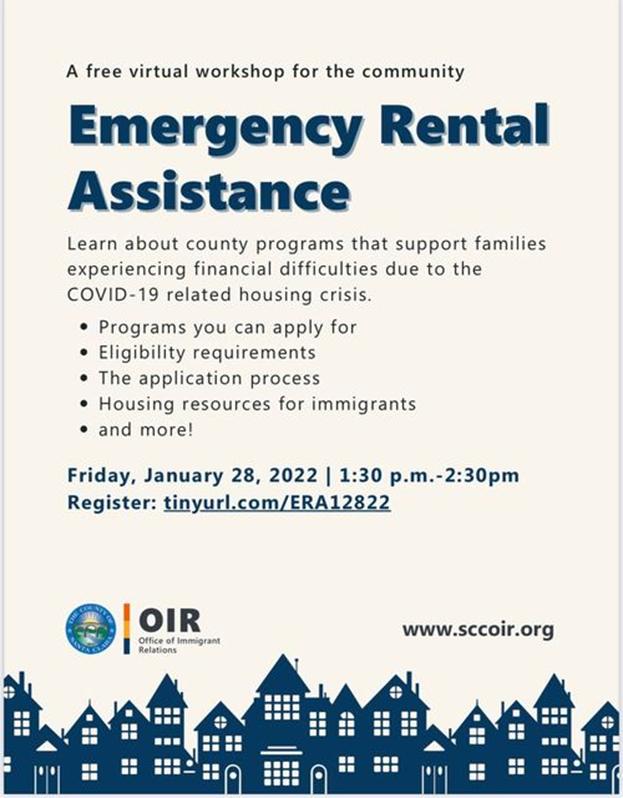 A free virtual workshop for the community
Emergency Rental
Assistance
Learn about county programs that support families
experiencing financial difficulties due to the
COVID-19 related housing crisis.
• Programs you can apply for
• Eligibility requirements
• The application process
• Housing resources for immigrants
• and more!
Friday, January 28, 2022 | 1:30 p.m.-2:30pm
Register: tinyurl.com/ERA12822
THE COUNTY OF
SANTA CLARA
OIR
Office of Immigrant
Relations
www.sccoir.org